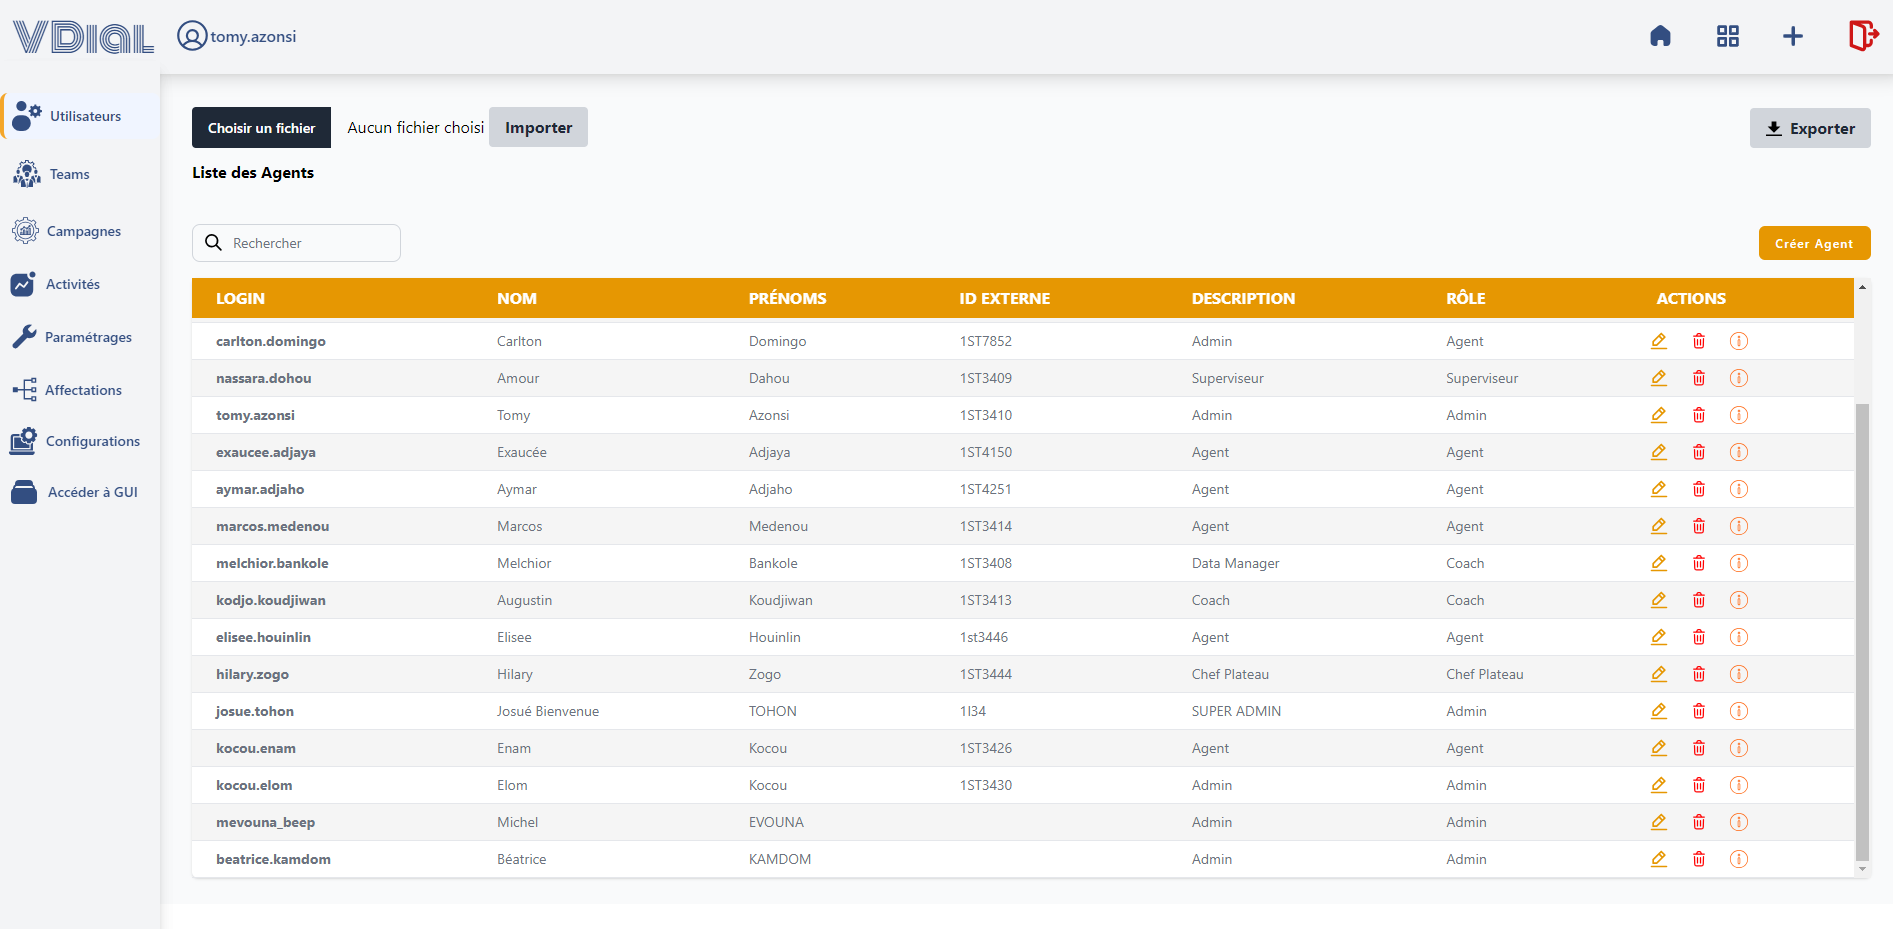 VDial tomy.azonsi
Utilisateurs
Teams
Campagnes
Activités
Paramétrages
Affectations
Configurations
Accéder à GUI
Choisir un fichier Aucun fichier choisi Importer Exporter
Liste des Agents
Rechercher Créer Agent
LOGIN NOM PRÉNOMS ID EXTERNE DESCRIPTION RÔLE ACTIONS
carlton.domingo Carlton Domingo 1ST7852 Admin Agent
nassara.dohou Amour Dahou 1ST3409 Superviseur Superviseur
tomy.azonsi Tomy Azonsi 1ST3410 Admin Admin
exaucee.adjaya Exaucée Adjaya 1ST4150 Agent Agent
aymar.adjaho Aymar Adjaho 1ST4251 Agent Agent
marcos.medenou Marcos Medenou 1ST3414 Agent Agent
melchior.bankole Melchior Bankole 1ST3408 Data Manager Coach
kodjo.koudjiwan Augustin Koudjiwan 1ST3413 Coach Coach
elisee.houinlin Elisee Houinlin 1st3446 Agent Agent
hilary.zogo Hilary Zogo 1ST3444 Chef Plateau Chef Plateau
josue.tohon Josué Bienvenue TOHON 1I34 SUPER ADMIN Admin
kocou.enam Enam Kocou 1ST3426 Agent Agent
kocou.elom Elom Kocou 1ST3430 Admin Admin
mevouna_beep Michel EVOUNA Admin Admin
beatrice.kamdom Béatrice KAMDOM Admin Admin